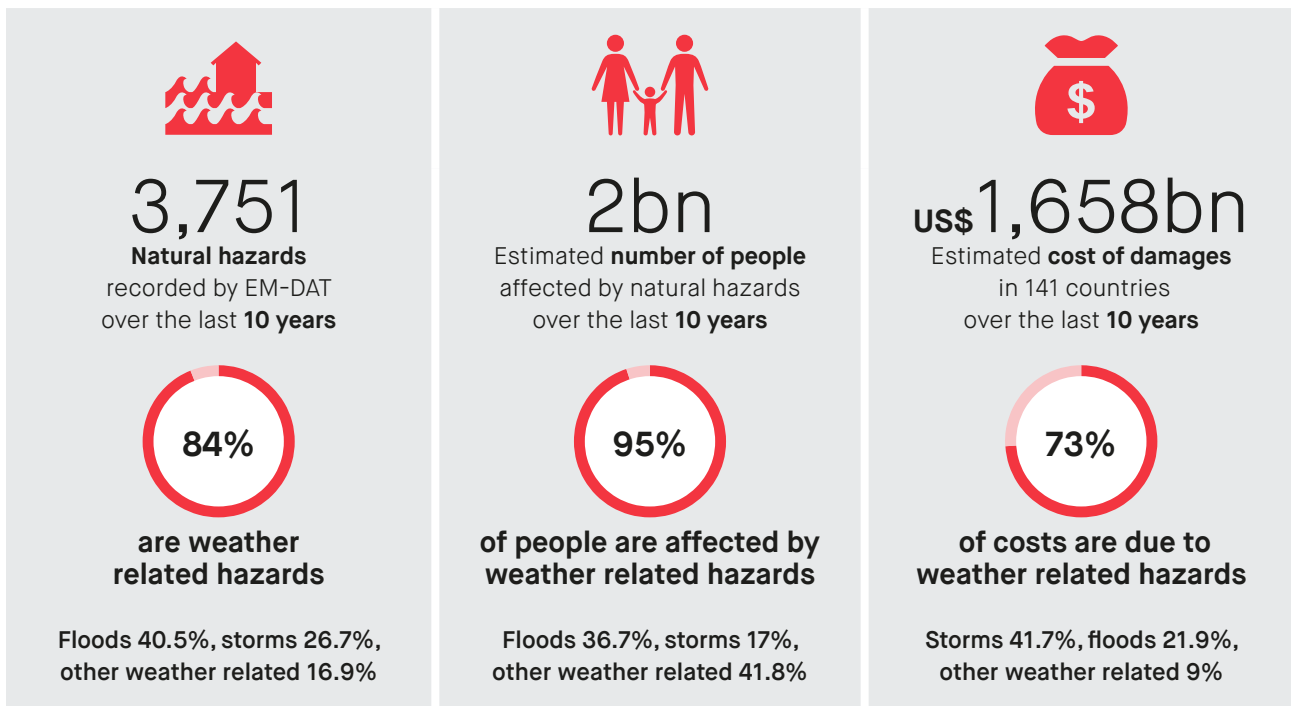 3,751
Natural hazards
recorded by EM-DAT
over the last 10 years
84%
are weather
related hazards
Floods 40.5%, storms 26.7%,
other weather related 16.9%
2bn
Estimated number of people
affected by natural hazards
over the last 10 years
95%
of people are affected by
weather related hazards
Floods 36.7%, storms 17%,
other weather related 41.8%
$
US$1,658bn
Estimated cost of damages
in 141 countries
over the last 10 years
73%
of costs are due to
weather related hazards
Storms 41.7%, floods 21.9%,
other weather related 9%